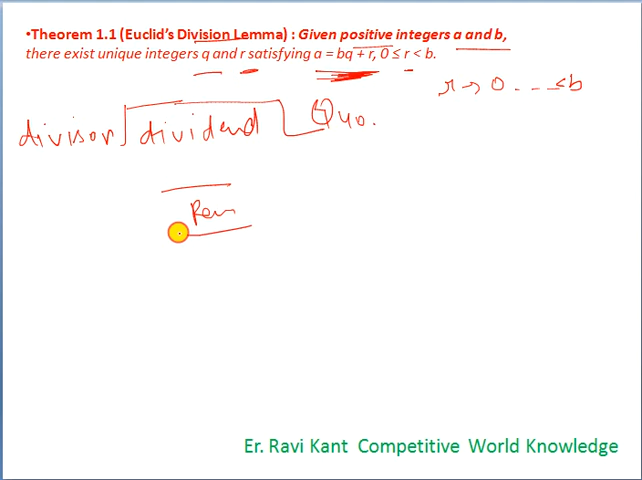 •Theorem 1.1 (Euclid's Division Lemma) : Given positive integers a and b,
there exist unique integers q and r satisfying a = bq + r, 0 ≤ r < b.
r → 0 . . . - ≤ b
divisor dividend Quo.
Rem
Er. Ravi Kant Competitive World Knowledge